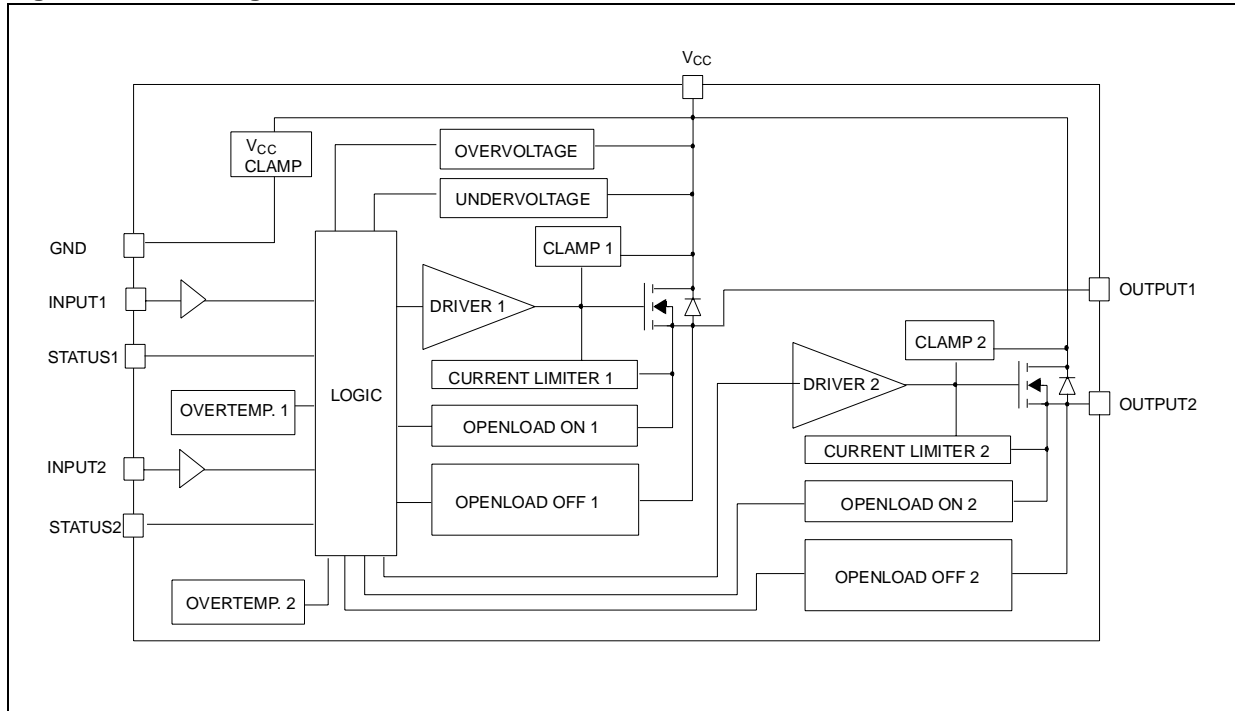 VCC
VCC
CLAMP
OVERVOLTAGE
UNDERVOLTAGE
GND
CLAMP 1
INPUT1
DRIVER 1
OUTPUT1
STATUS1
CURRENT LIMITER 1
LOGIC
CLAMP 2
DRIVER 2
OVERTEMP. 1
OPENLOAD ON 1
OUTPUT2
CURRENT LIMITER 2
INPUT2
OPENLOAD OFF 1
OPENLOAD ON 2
STATUS2
OPENLOAD OFF 2
OVERTEMP. 2